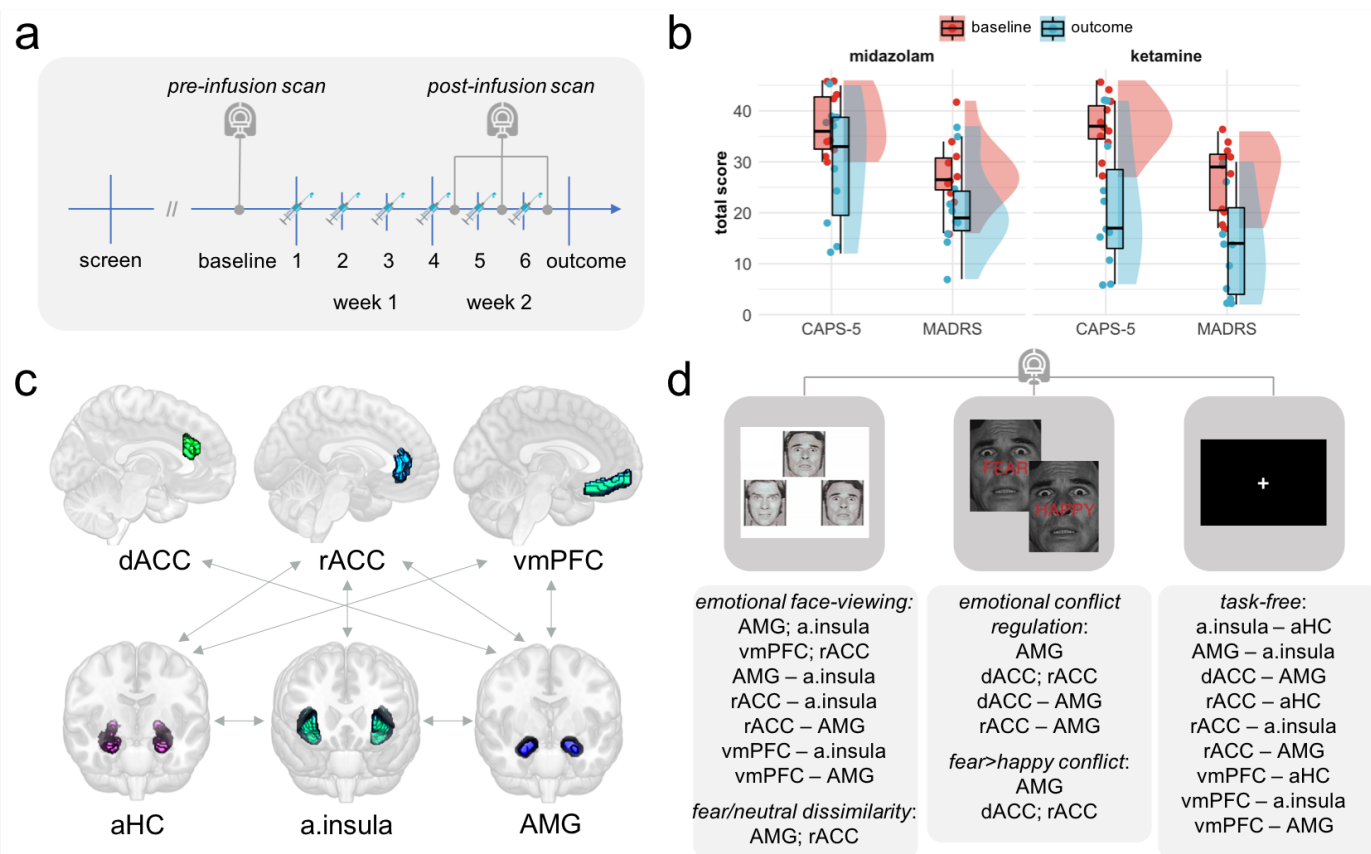 a
pre-infusion scan
post-infusion scan
//
screen
baseline
1
2
3
4
5
6
outcome
week 1
week 2
b
baseline
outcome
midazolam
ketamine
total score
40
30
20
10
0
CAPS-5
MADRS
CAPS-5
MADRS
c
dACC
rACC
vmPFC
aHC
a.insula
AMG
d
FEAR
HAPPY
+
emotional face-viewing:
AMG; a.insula
vmPFC; rACC
AMG – a.insula
rACC – a.insula
rACC – AMG
vmPFC – a.insula
vmPFC – AMG
fear/neutral dissimilarity:
AMG; rACC
emotional conflict
regulation:
AMG
dACC; rACC
dACC – AMG
rACC – AMG
fear>happy conflict:
AMG
dACC; rACC
task-free:
a.insula – aHC
AMG – a.insula
dACC – AMG
rACC – aHC
rACC – a.insula
rACC – AMG
vmPFC – aHC
vmPFC – a.insula
vmPFC – AMG